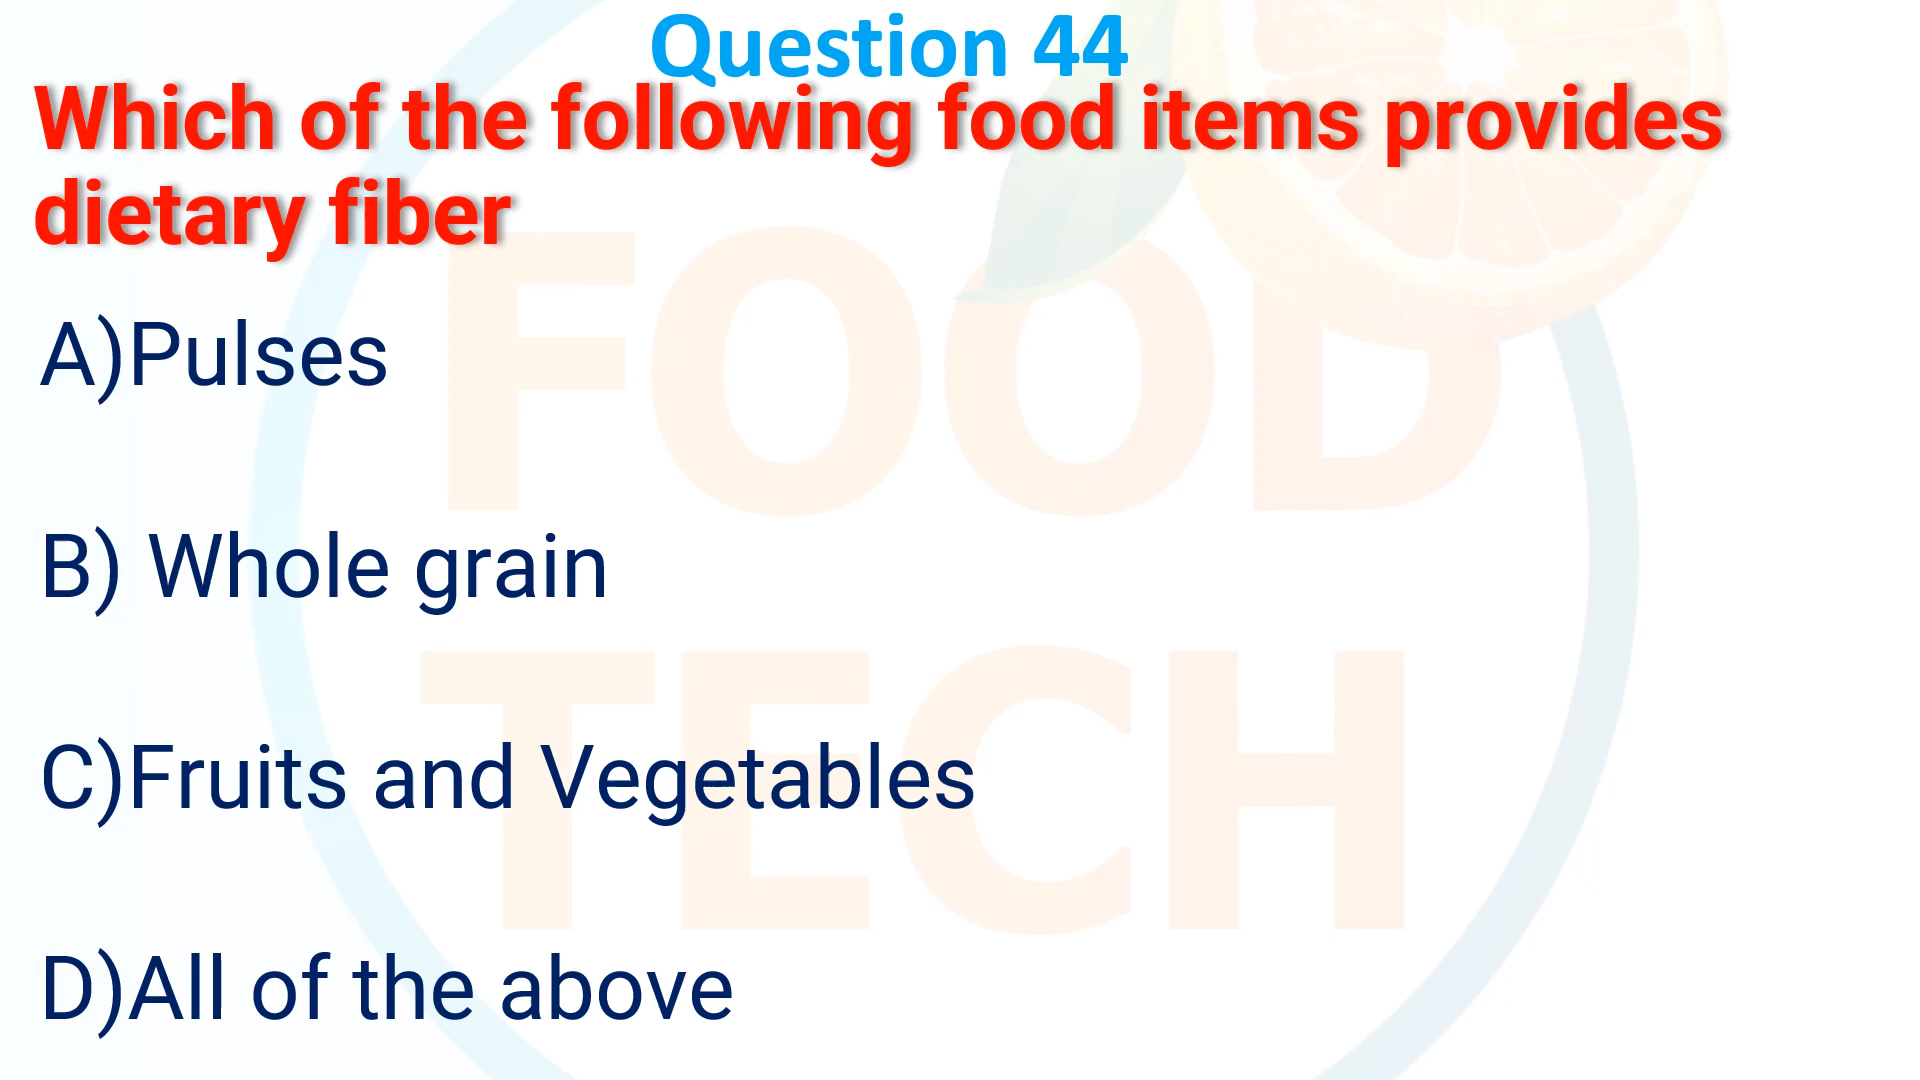 Question 44
Which of the following food items provides
dietary fiber
A)Pulses
B) Whole grain
C)Fruits and Vegetables
D)All of the above
FOOD
TECH